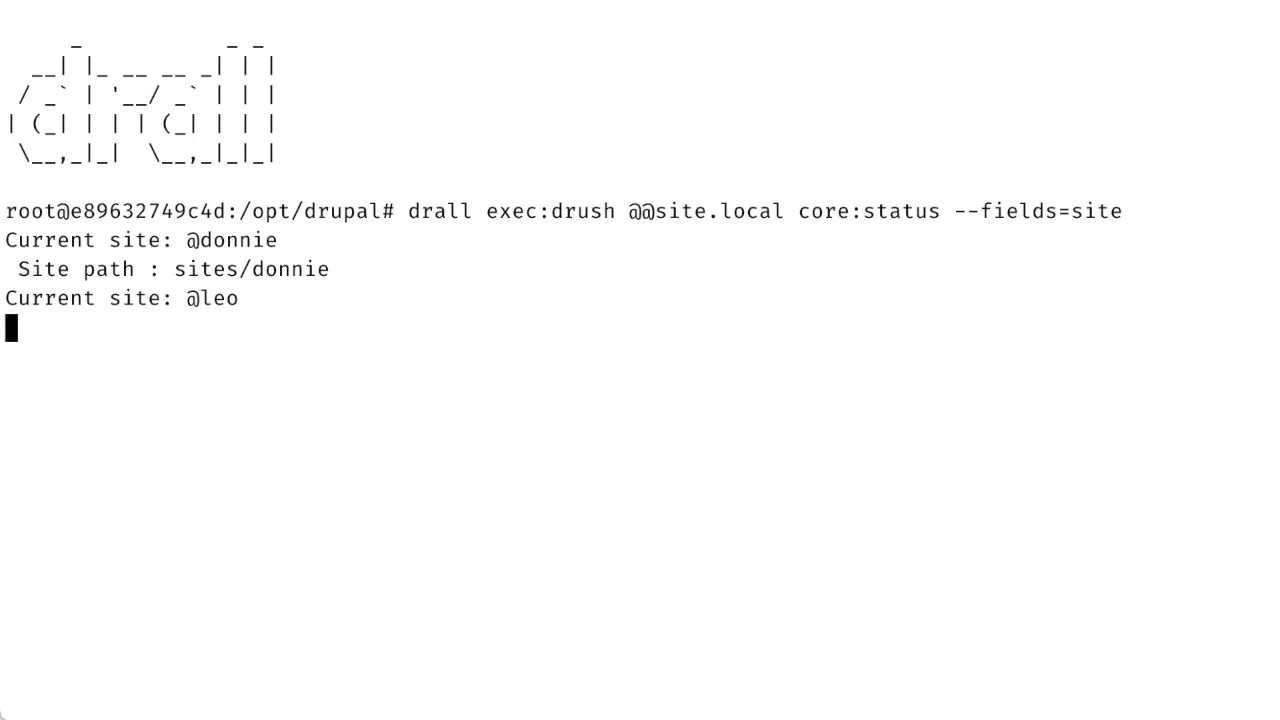 _           _ _
  __| |_ __ __ _| | |
 / _` | '__/ _` | | |
| (_| | | | (_| | | |
 \__,_|_|  \__,_|_|_|
root@e89632749c4d:/opt/drupal# drall exec:drush @@site.local core:status --fields=site
Current site: @donnie
 Site path : sites/donnie
Current site: @leo